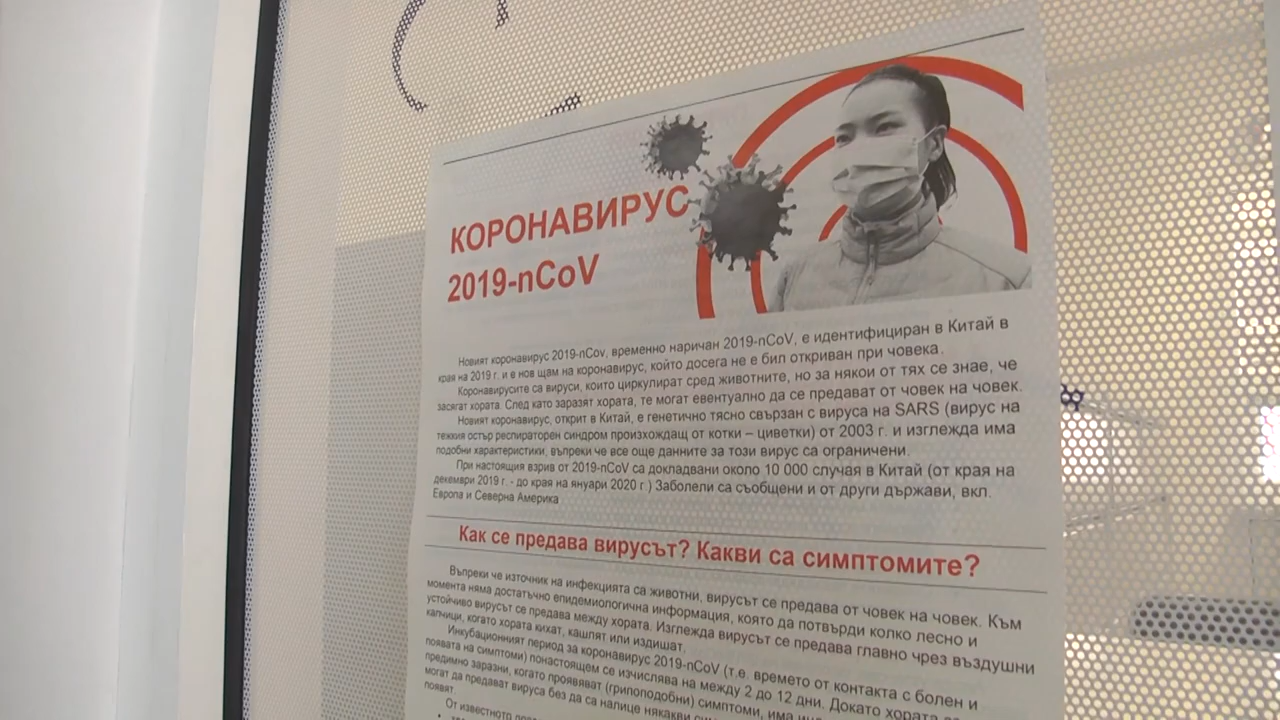 КОРОНАВИРУС
2019-nCoV
Новият коронавирус 2019-nCov, временно наричан 2019-nCoV, е идентифициран в Китай в
края на 2019 г. и е нов щам на коронавирус, който досега не е бил откриван при човека.
Коронавирусите са вируси, които циркулират сред животните, но за някои от тях се знае, че
засягат хората. След като заразят хората, те могат евентуално да се предават от човек на човек.
Новият коронавирус, открит в Китай, е генетично тясно свързан с вируса на SARS (вирус на
тежкия остър респираторен синдром произхождащ от котки – циветки) от 2003 г. и изглежда има
подобни характеристики, въпреки че все още данните за този вирус са ограничени.
При настоящия взрив от 2019-nCoV са докладвани около 10 000 случая в Китай (от края на
декември 2019 г. - до края на януари 2020 г.) Заболели са съобщени и от други държави, вкл.
Европа и Северна Америка
Как се предава вирусът? Какви са симптомите?
Въпреки че източник на инфекцията са животни, вирусът се предава от човек на човек. Към
момента няма достатъчно епидемиологична информация, която да потвърди колко лесно и
устойчиво вирусът се предава между хората. Изглежда вирусът се предава главно чрез въздушни
капчици, когато хората кихат, кашлят или издишат.
Инкубационният период за коронавирус 2019-nCoV (т.е. времето от контакта с болен и
появата на симптоми) понастоящем се изчислява на между 2 до 12 дни. Докато хората са
предимно заразни, когато проявяват (грипоподобни) симптоми, има
могат да предават вируса без да са налице някакви
появят.
От известното